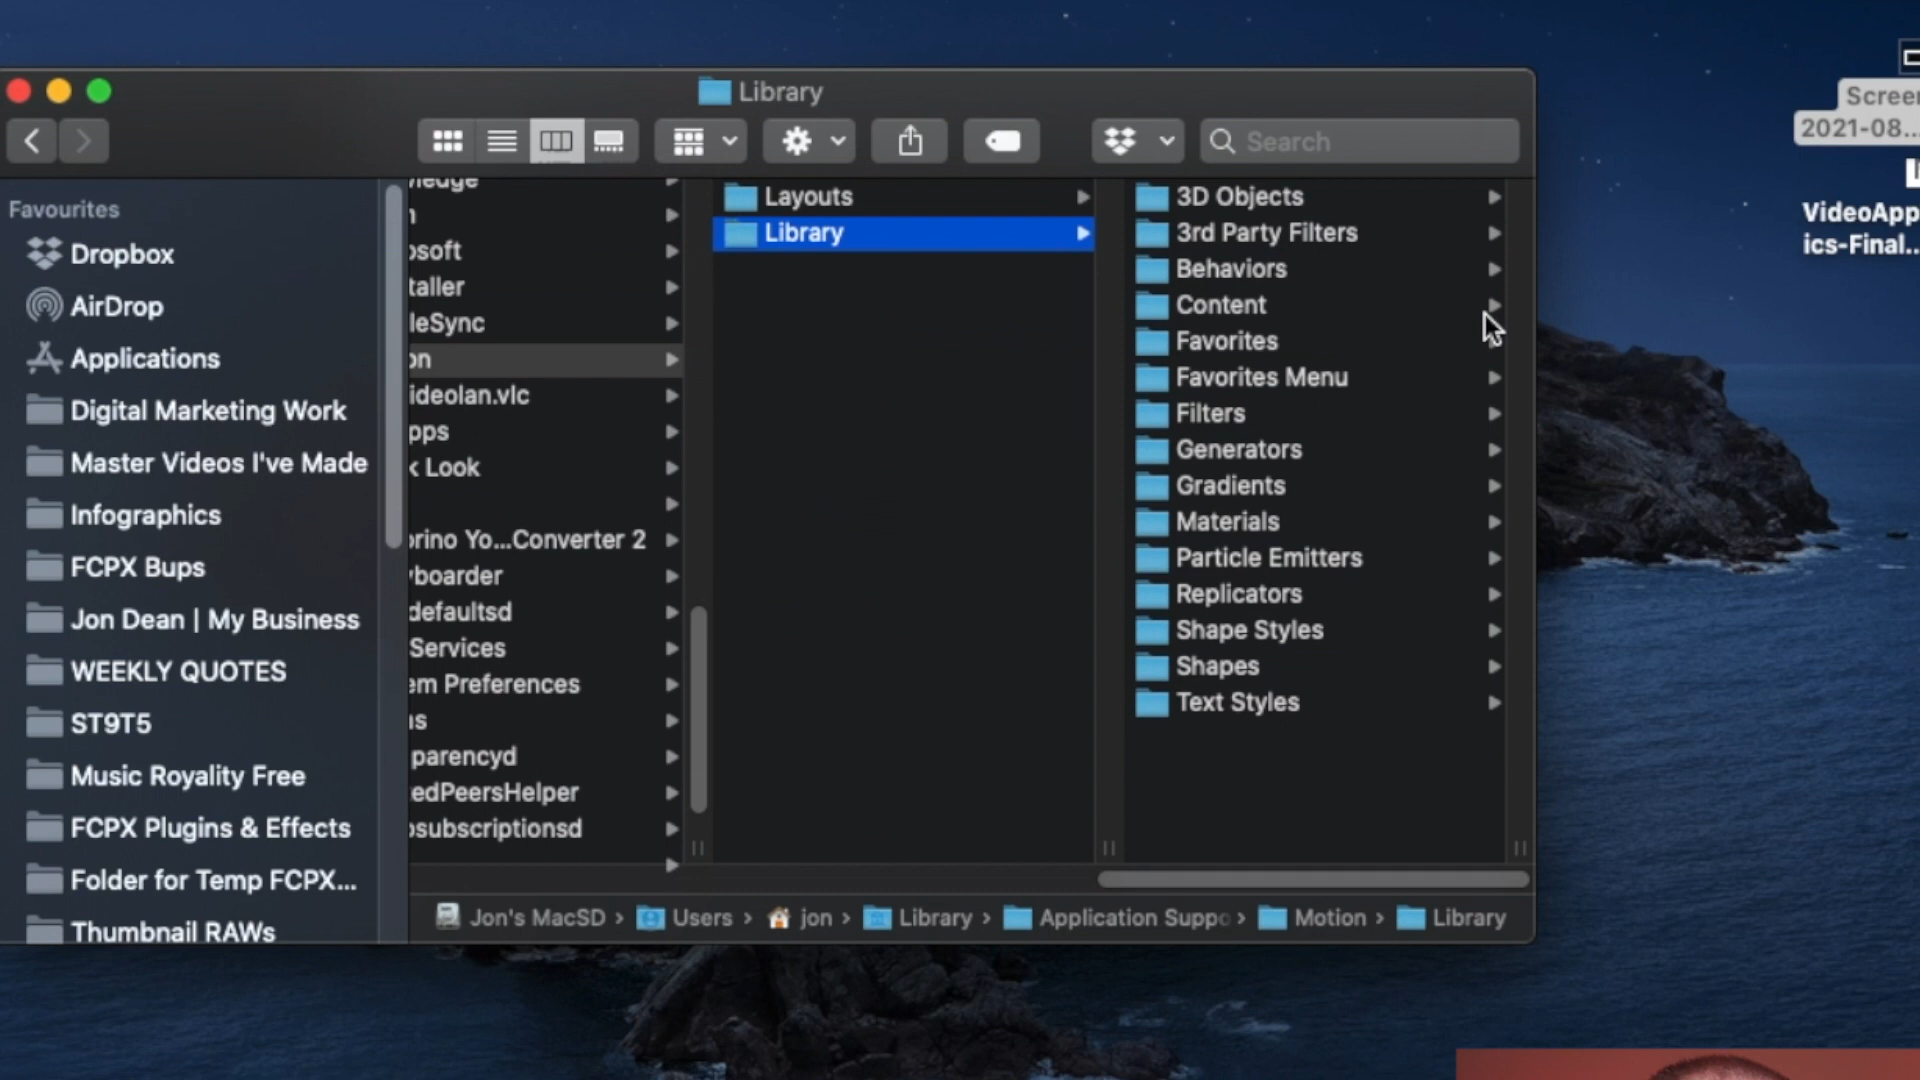 Library
Search
Screen
2021-08...
VideoApp
ics-Final...
Favourites
Dropbox
AirDrop
Applications
Digital Marketing Work
Master Videos I've Made
Infographics
FCPX Bups
Jon Dean | My Business
WEEKLY QUOTES
ST9T5
Music Royality Free
FCPX Plugins & Effects
Folder for Temp FCPX...
Thumbnail RAWs
osoft
taller
leSync
on
ideolan.vlc
pps
k Look
orino Yo...Converter 2
yboarder
defaultsd
Services
em Preferences
ns
parencyd
edPeersHelper
osubscriptionsd
Layouts
Library
3D Objects
3rd Party Filters
Behaviors
Content
Favorites
Favorites Menu
Filters
Generators
Gradients
Materials
Particle Emitters
Replicators
Shape Styles
Shapes
Text Styles
Jon's MacSD › Users › jon › Library › Application Suppo › Motion › Library